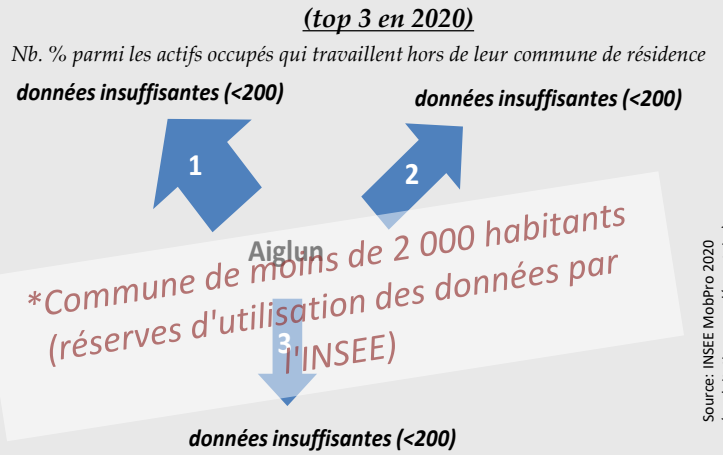 (top 3 en 2020)
Nb. % parmi les actifs occupés qui travaillent hors de leur commune de résidence
données insuffisantes (<200)
données insuffisantes (<200)
1
2
Aiglun
*Commune de moins de 2 000 habitants
(réserves d'utilisation des données par
l'INSEE)
3
données insuffisantes (<200)
Source: INSEE MobPro 2020